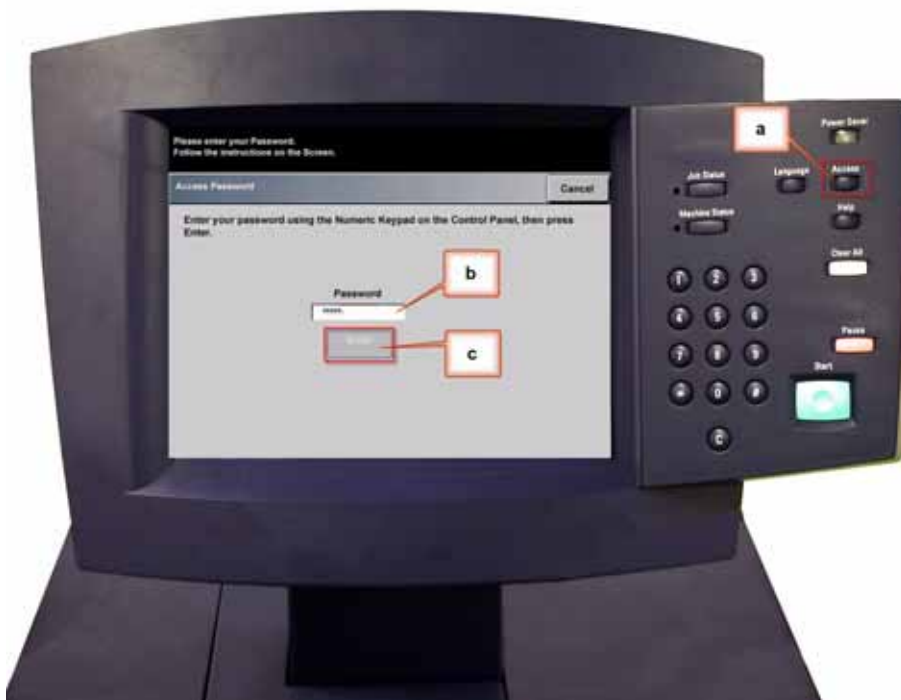 Please enter your Password.
Follow the instructions on the Screen.
Access Password
Cancel
Enter your password using the Numeric Keypad on the Control Panel, then press
Enter.
Password
*****
Enter
a
b
c
Power Saver
Job Status
Language
Access
Machine Status
Help
Clear All
1 2 3
4 5 6
7 8 9
* 0 #
C
Pause
Start